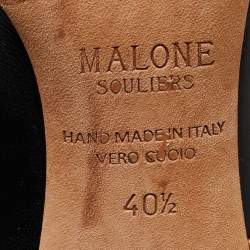 MALONE
SOULIERS
HAND MADE IN ITALY
VERO CUOIO
40½